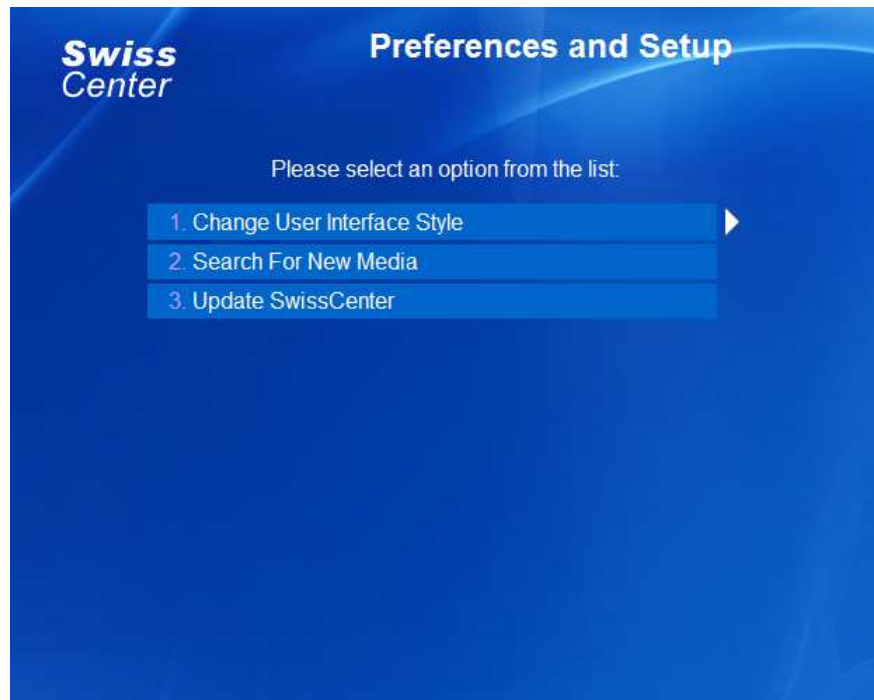 Swiss
Center
Preferences and Setup
Please select an option from the list:
1. Change User Interface Style
2. Search For New Media
3. Update SwissCenter